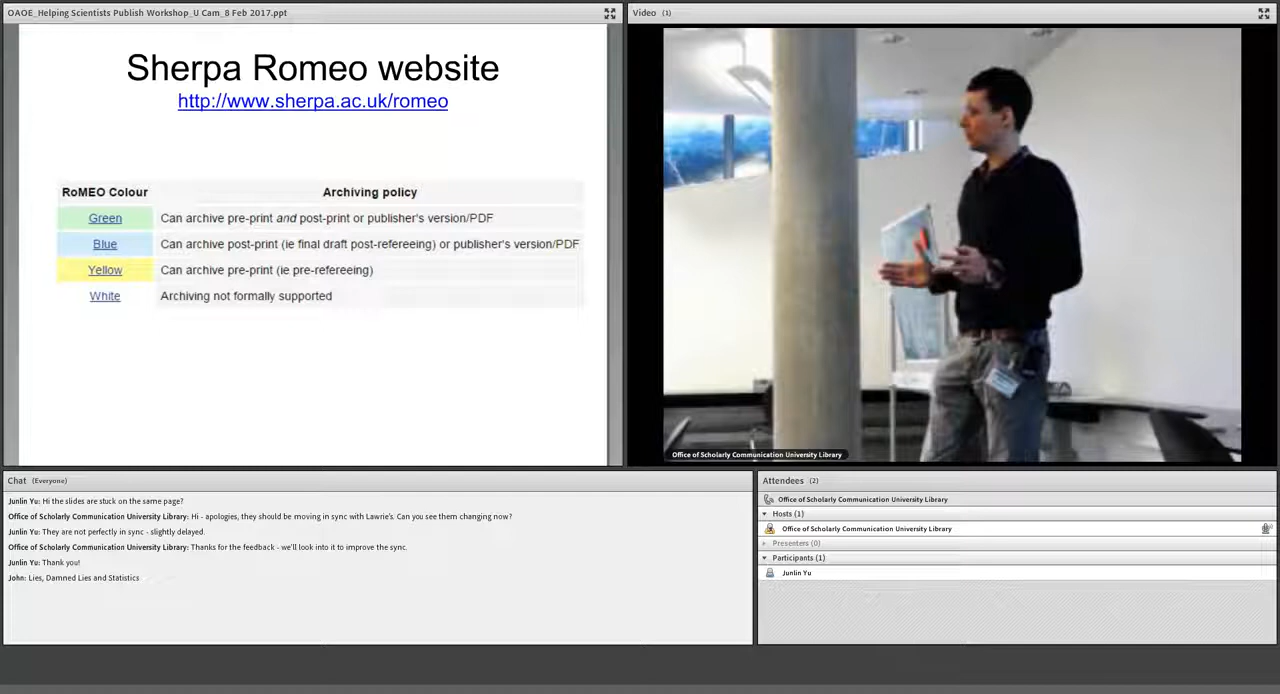 OAOE_Helping Scientists Publish Workshop_U Cam_8 Feb 2017.ppt
Sherpa Romeo website
http://www.sherpa.ac.uk/romeo
RoMEO Colour Archiving policy
Green Can archive pre-print and post-print or publisher's version/PDF
Blue Can archive post-print (ie final draft post-refereeing) or publisher's version/PDF
Yellow Can archive pre-print (ie pre-refereeing)
White Archiving not formally supported
Video (1)
Office of Scholarly Communication University Library
Chat (Everyone)
Junlin Yu: Hi the slides are stuck on the same page?
Office of Scholarly Communication University Library: Hi - apologies, they should be moving in sync with Lawrie's. Can you see them changing now?
Junlin Yu: They are not perfectly in sync - slightly delayed.
Office of Scholarly Communication University Library: Thanks for the feedback - we'll look into it to improve the sync.
Junlin Yu: Thank you!
John: Lies, Damned Lies and Statistics
Attendees (2)
Office of Scholarly Communication University Library
Hosts (1)
Office of Scholarly Communication University Library
Presenters (0)
Participants (1)
Junlin Yu